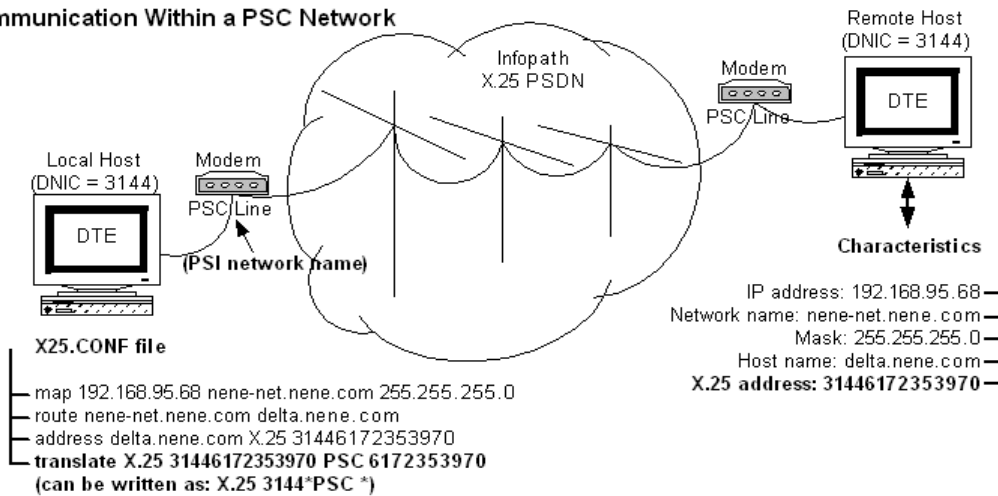 Communication Within a PSC Network
Remote Host
(DNIC = 3144)
Infopath
X.25 PSDN
Modem
PSC Line
DTE
Local Host
(DNIC = 3144)
Modem
PSC Line
DTE
(PSI network name)
Characteristics
IP address: 192.168.95.68
Network name: nene-net.nene.com
Mask: 255.255.255.0
Host name: delta.nene.com
X.25 address: 31446172353970
X25.CONF file
map 192.168.95.68 nene-net.nene.com 255.255.255.0
route nene-net.nene.com delta.nene.com
address delta.nene.com X.25 31446172353970
translate X.25 31446172353970 PSC 6172353970
(can be written as: X.25 3144*PSC *)